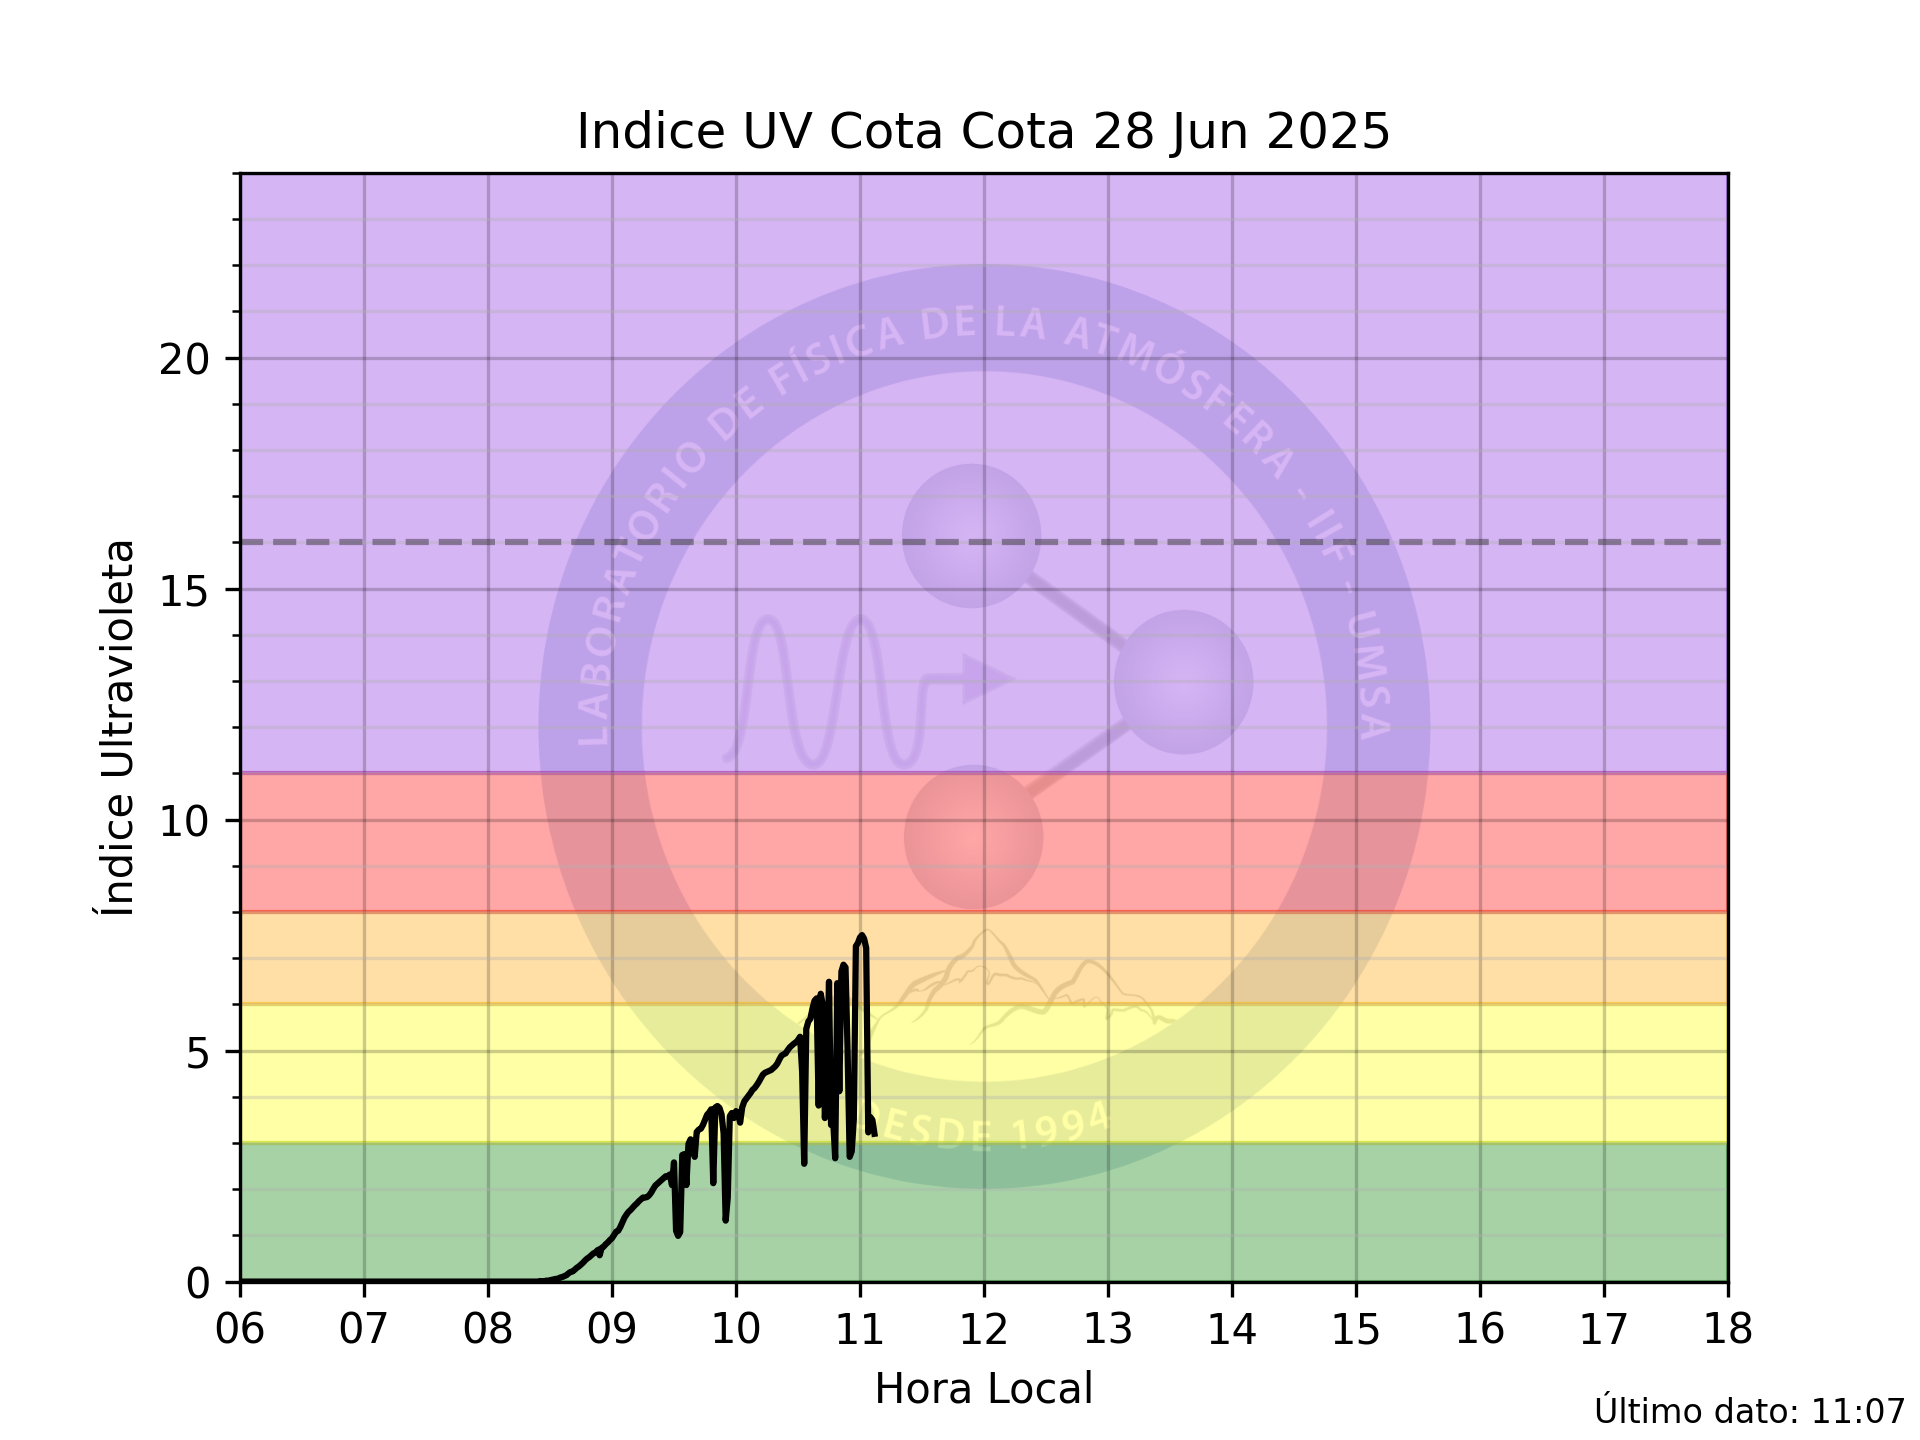 Indice UV Cota Cota 28 Jun 2025
LABORATORIO DE FÍSICA DE LA ATMÓSFERA - IIF - UMSA
DESDE 1994
Índice Ultravioleta
20
15
10
5
0
06 07 08 09 10 11 12 13 14 15 16 17 18
Hora Local
Último dato: 11:07